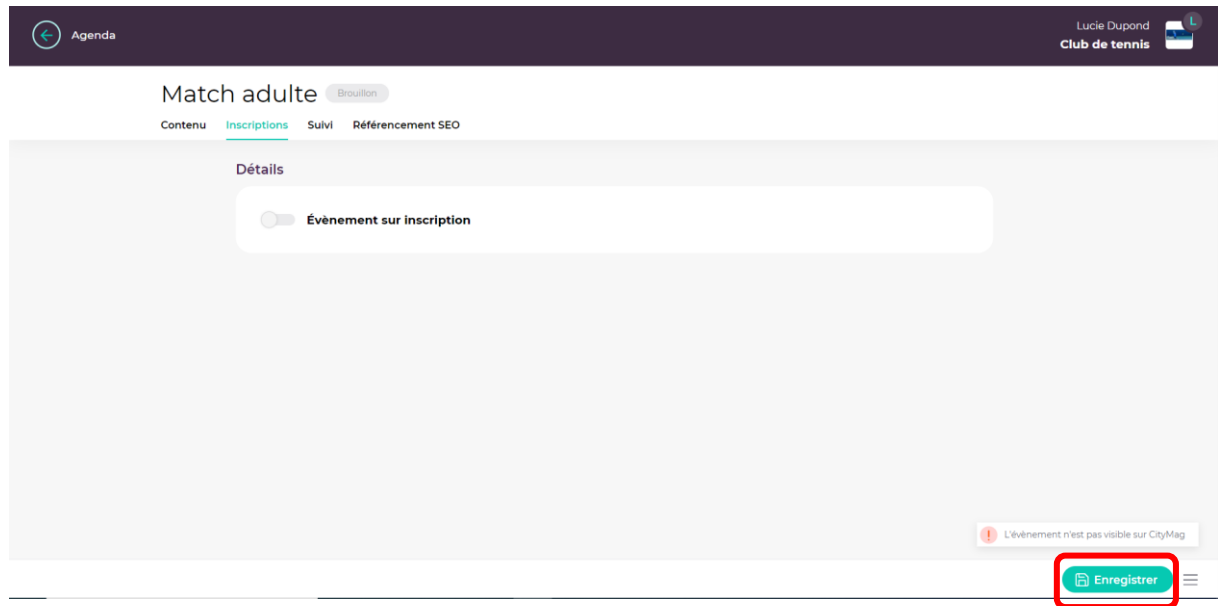 Agenda
Lucie Dupond
L
Club de tennis
Match adulte
Brouillon
Contenu Inscriptions Suivi Référencement SEO
Détails
Évènement sur inscription
! L'évènement n'est pas visible sur CityMag
Enregistrer